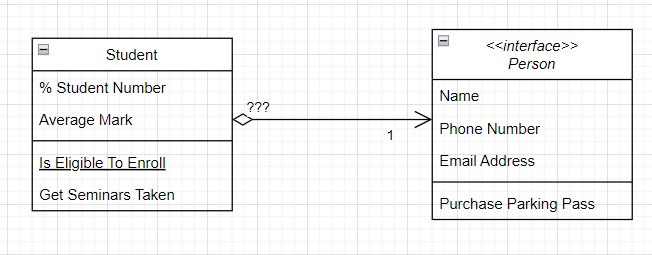 Student
% Student Number
Average Mark
Is Eligible To Enroll
Get Seminars Taken
???
1
<<interface>>
Person
Name
Phone Number
Email Address
Purchase Parking Pass